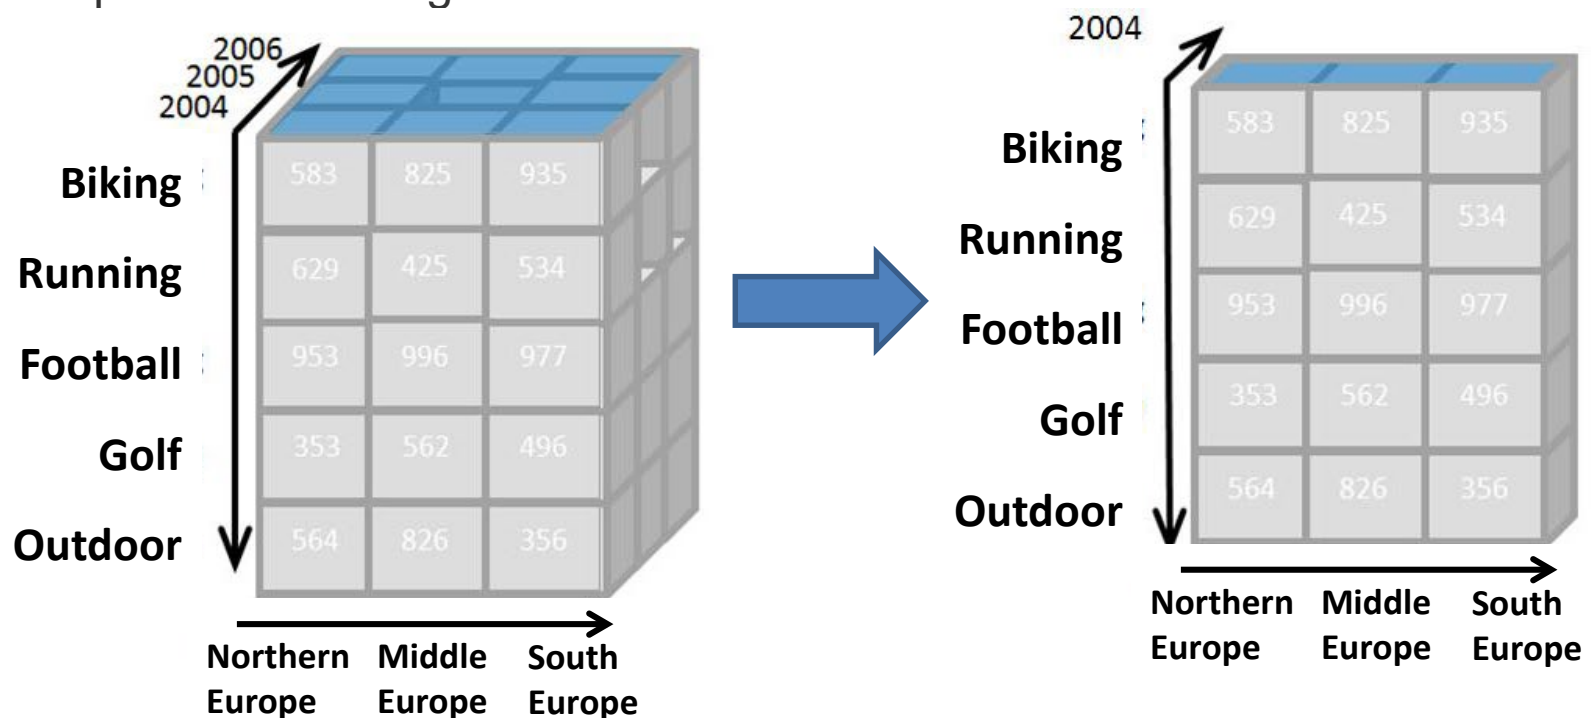 2006
2005
2004
Biking
Running
Football
Golf
Outdoor
583 825 935
629 425 534
953 996 977
353 562 496
564 826 356
Northern Europe
Middle Europe
South Europe
2004
Biking
Running
Football
Golf
Outdoor
583 825 935
629 425 534
953 996 977
353 562 496
564 826 356
Northern Europe
Middle Europe
South Europe